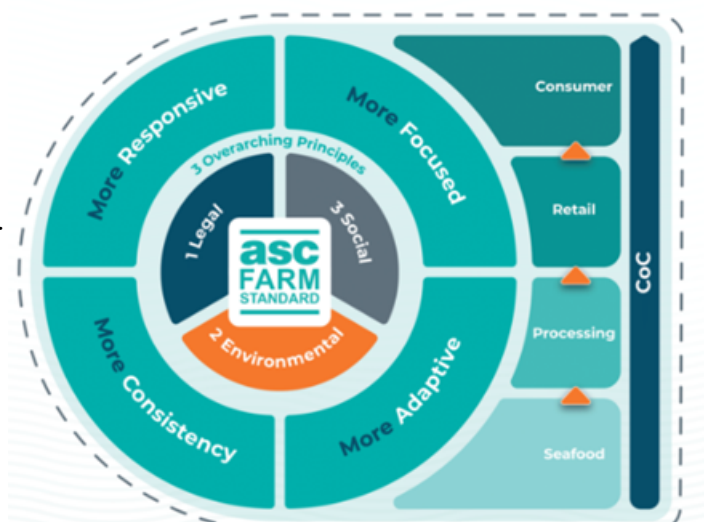 More Responsive
More Focused
3 Overarching Principles
1 Legal
3 Social
asc
FARM
STANDARD
2 Environmental
More Consistency
More Adaptive
Consumer
Retail
Processing
Seafood
CoC